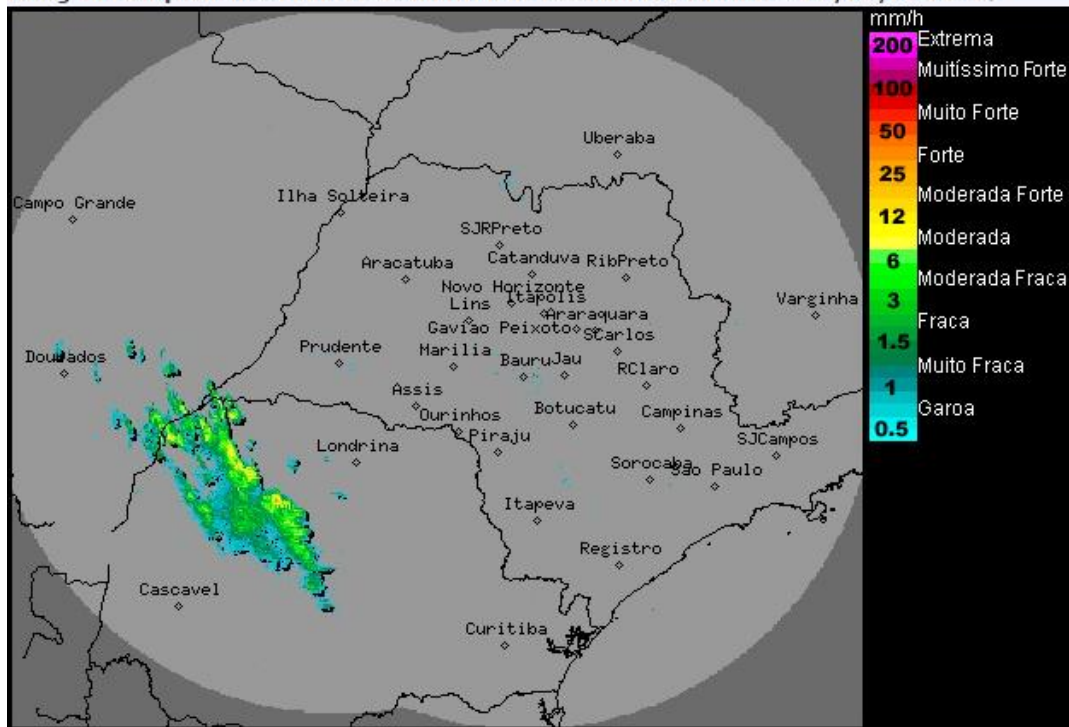 mm/h
200 Extrema
Muitíssimo Forte
100
Muito Forte
50
Forte
25
Moderada Forte
12
Moderada
6
Moderada Fraca
3
Fraca
1.5
Muito Fraca
1
Garoa
0.5
Uberaba
Campo Grande
Ilha Solteira
SJRPreto
Catanduva
RibPreto
Aracatuba
Novo Horizonte
Itapolis
Lins
Araraquara
Varginha
Gaviao Peixoto
SCarlos
Prudente
Marilia
Dourados
Bauru
Jau
RClaro
Assis
Botucatu
Campinas
Ourinhos
Piraju
SJCampos
Londrina
Sorocaba
Sao Paulo
Itapeva
Registro
Cascavel
Curitiba